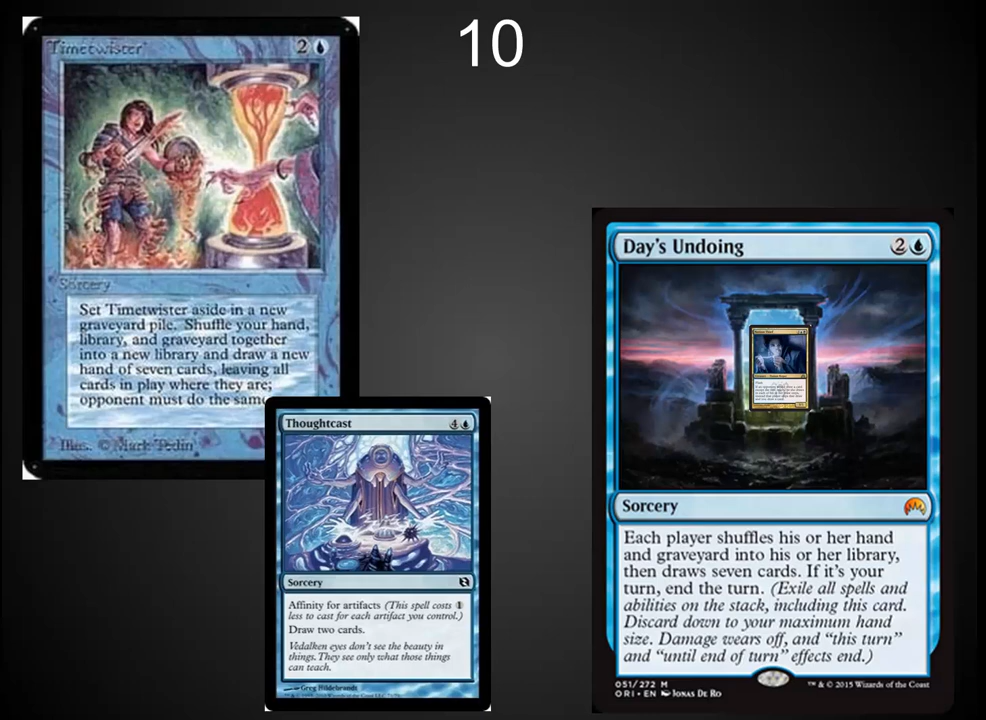 10
Timetwister
2
Sorcery
Set Timetwister aside in a new
graveyard pile. Shuffle your hand,
library, and graveyard together
into a new library and draw a new
hand of seven cards, leaving all
cards in play where they are;
opponent must do the same
Illus. © Mark Tedin
Thoughtcast 4
Sorcery
Affinity for artifacts (This spell costs 1
less to cast for each artifact you control.)
Draw two cards.
Vedalken eyes don't see the beauty in
things. They see only what those things
can teach.
Greg Hildebrandt
Day's Undoing 2
Sorcery
Each player shuffles his or her hand
and graveyard into his or her library,
then draws seven cards. If it's your
turn, end the turn. (Exile all spells and
abilities on the stack, including this card.
Discard down to your maximum hand
size. Damage wears off, and "this turn"
and "until end of turn" effects end.)
051/272 M
ORI • EN Jonas De Ro
™ & © 2015 Wizards of the Coast